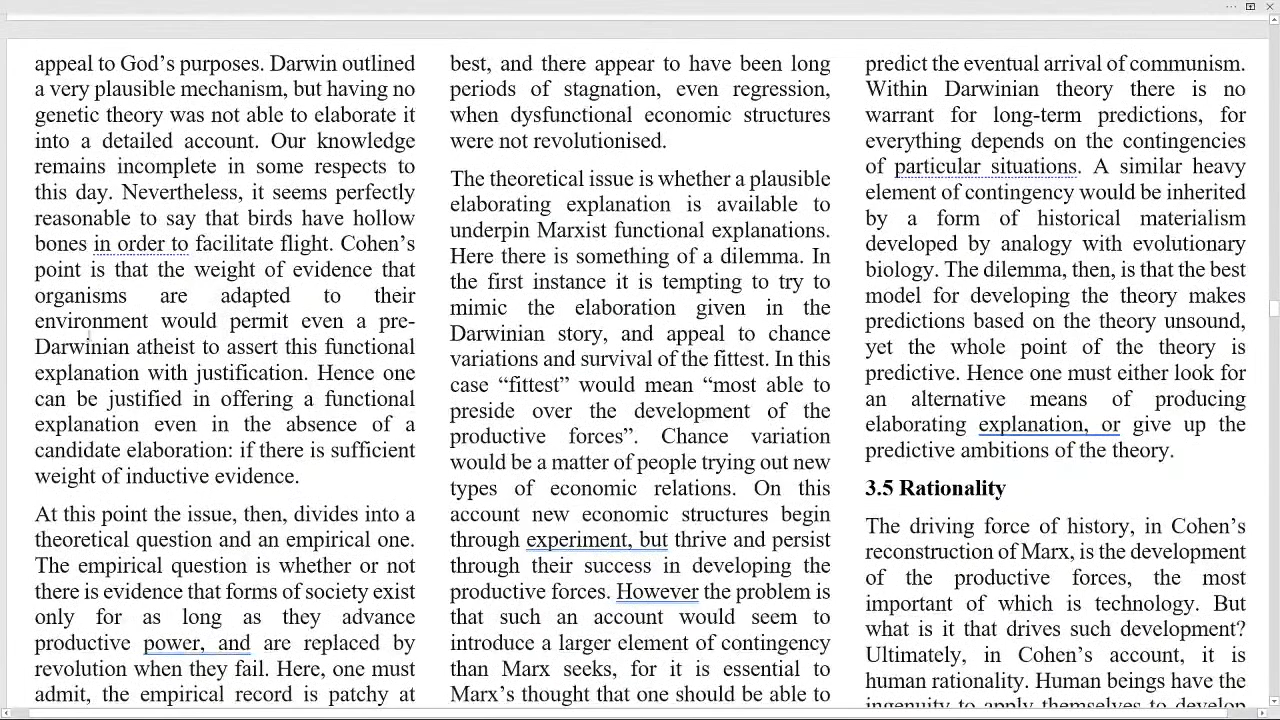 appeal to God's purposes. Darwin outlined
a very plausible mechanism, but having no
genetic theory was not able to elaborate it
into a detailed account. Our knowledge
remains incomplete in some respects to
this day. Nevertheless, it seems perfectly
reasonable to say that birds have hollow
bones in order to facilitate flight. Cohen's
point is that the weight of evidence that
organisms are adapted to their
environment would permit even a pre-
Darwinian atheist to assert this functional
explanation with justification. Hence one
can be justified in offering a functional
explanation even in the absence of a
candidate elaboration: if there is sufficient
weight of inductive evidence.
At this point the issue, then, divides into a
theoretical question and an empirical one.
The empirical question is whether or not
there is evidence that forms of society exist
only for as long as they advance
productive power, and are replaced by
revolution when they fail. Here, one must
admit, the empirical record is patchy at
best, and there appear to have been long
periods of stagnation, even regression,
when dysfunctional economic structures
were not revolutionised.
The theoretical issue is whether a plausible
elaborating explanation is available to
underpin Marxist functional explanations.
Here there is something of a dilemma. In
the first instance it is tempting to try to
mimic the elaboration given in the
Darwinian story, and appeal to chance
variations and survival of the fittest. In this
case “fittest” would mean “most able to
preside over the development of the
productive forces”. Chance variation
would be a matter of people trying out new
types of economic relations. On this
account new economic structures begin
through experiment, but thrive and persist
through their success in developing the
productive forces. However the problem is
that such an account would seem to
introduce a larger element of contingency
than Marx seeks, for it is essential to
Marx's thought that one should be able to
predict the eventual arrival of communism.
Within Darwinian theory there is no
warrant for long-term predictions, for
everything depends on the contingencies
of particular situations. A similar heavy
element of contingency would be inherited
by a form of historical materialism
developed by analogy with evolutionary
biology. The dilemma, then, is that the best
model for developing the theory makes
predictions based on the theory unsound,
yet the whole point of the theory is
predictive. Hence one must either look for
an alternative means of producing
elaborating explanation, or give up the
predictive ambitions of the theory.
3.5 Rationality
The driving force of history, in Cohen's
reconstruction of Marx, is the development
of the productive forces, the most
important of which is technology. But
what is it that drives such development?
Ultimately, in Cohen's account, it is
human rationality. Human beings have the
ingenuity to apply themselves to develop